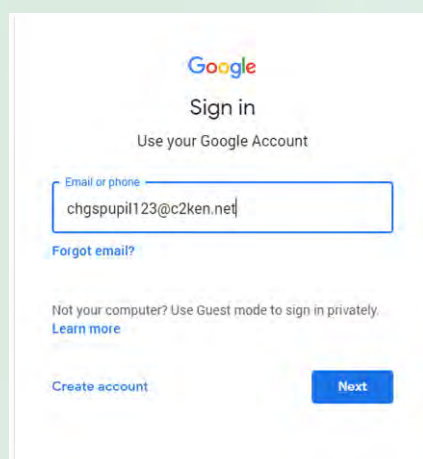 Google
Sign in
Use your Google Account
Email or phone
chgspupil123@c2ken.net
Forgot email?
Not your computer? Use Guest mode to sign in privately.
Learn more
Create account
Next